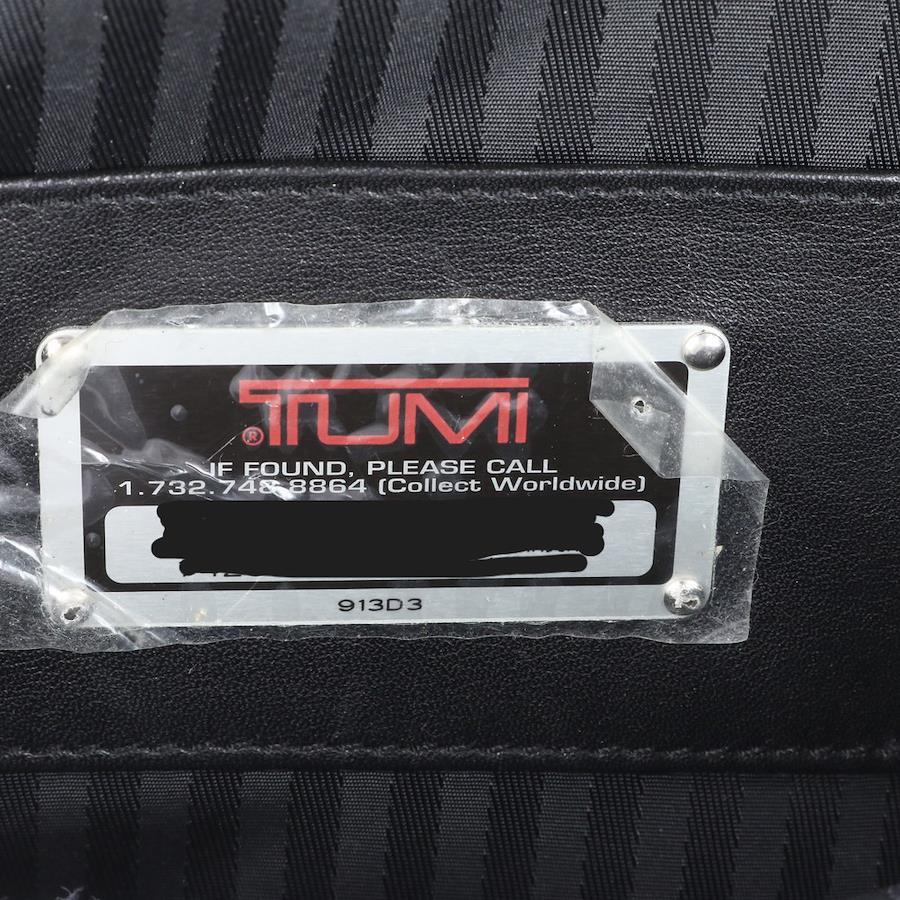 TUMI
®
IF FOUND, PLEASE CALL
1.732.748.8864 (Collect Worldwide)
913D3